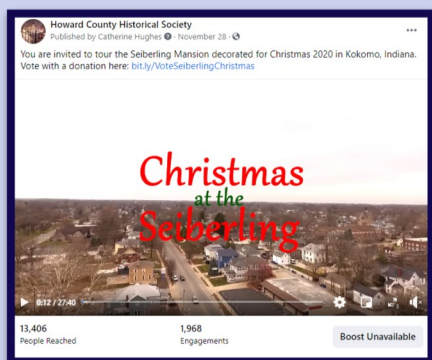 Howard County Historical Society
Published by Catherine Hughes · November 28 ·
You are invited to tour the Seiberling Mansion decorated for Christmas 2020 in Kokomo, Indiana.
Vote with a donation here: bit.ly/VoteSeiberlingChristmas
Christmas
at the
Seiberling
0:12 / 27:40
13,406
People Reached
1,968
Engagements
Boost Unavailable